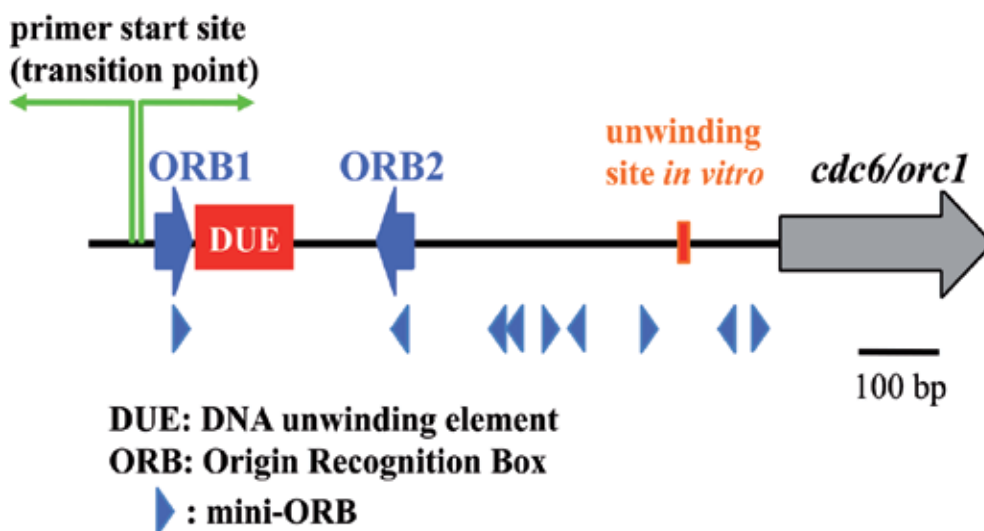 primer start site
(transition point)
ORB1
ORB2
unwinding
site in vitro
cdc6/orc1
DUE
100 bp
DUE: DNA unwinding element
ORB: Origin Recognition Box
: mini-ORB